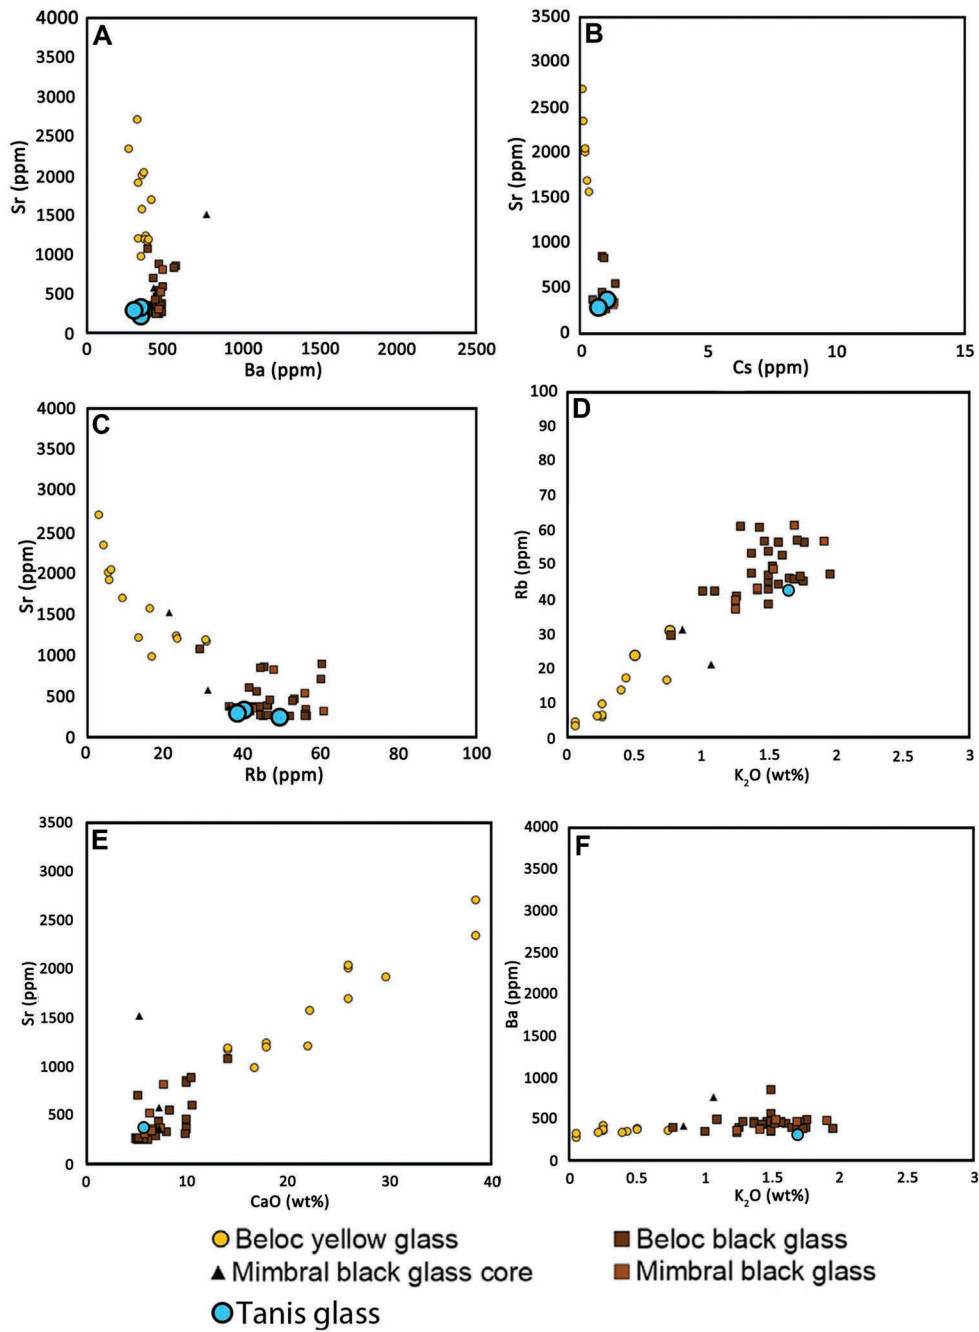 A
4000
3500
3000
2500
2000
1500
1000
500
0
Sr (ppm)
0 500 1000 1500 2000 2500
Ba (ppm)
B
3500
3000
2500
2000
1500
1000
500
0
Sr (ppm)
5 10 15
Cs (ppm)
C
4000
3500
3000
2500
2000
1500
1000
500
0
Sr (ppm)
0 20 40 60 80 100
Rb (ppm)
D
100
90
80
70
60
50
40
30
20
10
0
Rb (ppm)
0 0.5 1 1.5 2 2.5 3
K2O (wt%)
E
3500
3000
2500
2000
1500
1000
500
0
Sr (ppm)
0 10 20 30 40
CaO (wt%)
F
4000
3500
3000
2500
2000
1500
1000
500
0
Ba (ppm)
0 0.5 1 1.5 2 2.5 3
K2O (wt%)
Beloc yellow glass
Beloc black glass
Mimbral black glass core
Mimbral black glass
Tanis glass